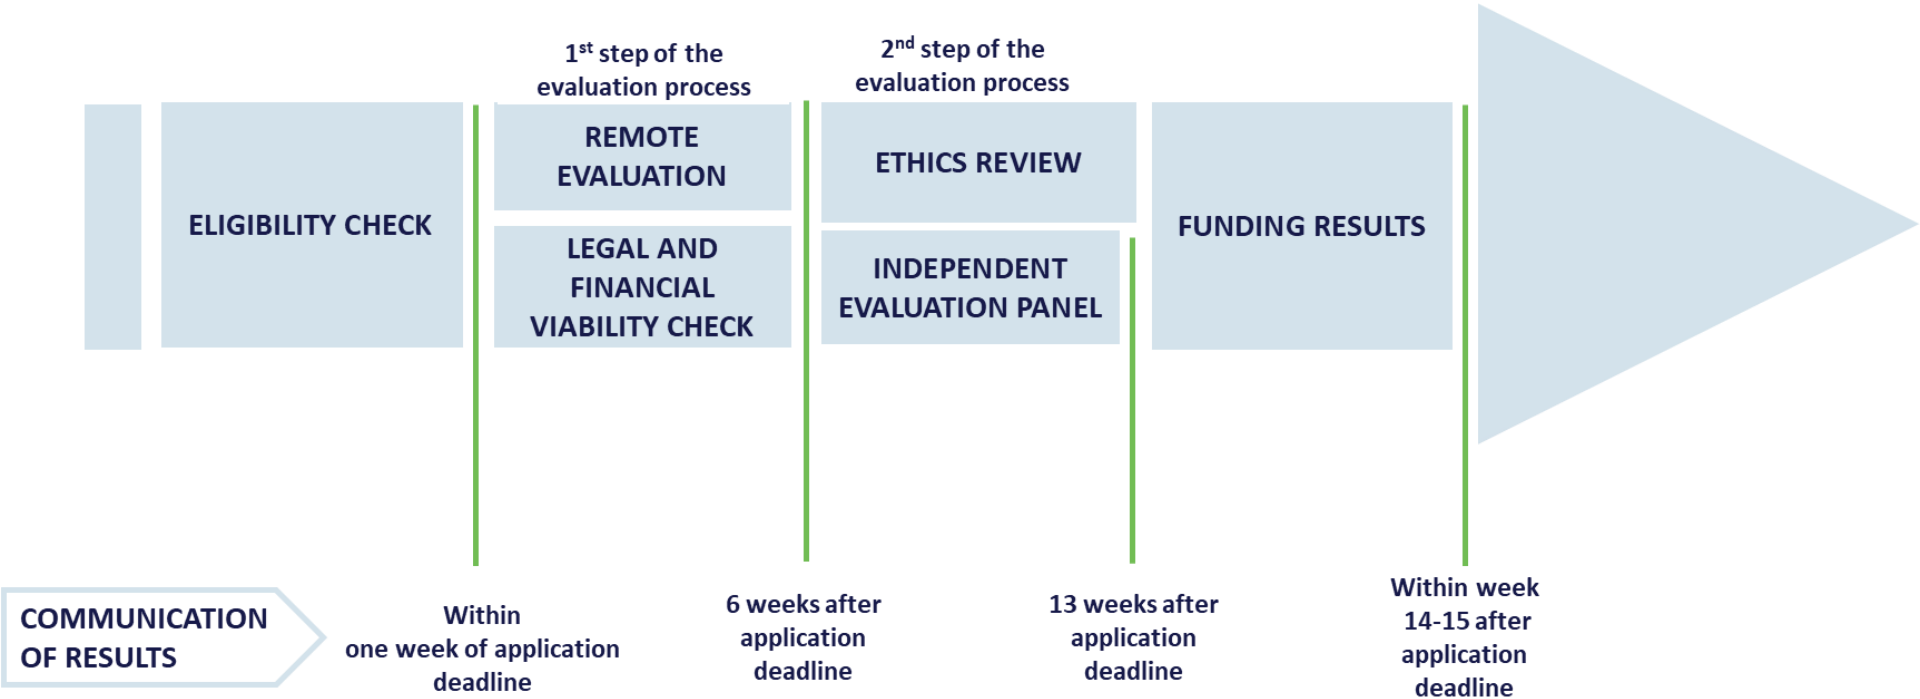 1st step of the
evaluation process
2nd step of the
evaluation process
ELIGIBILITY CHECK
REMOTE
EVALUATION
LEGAL AND
FINANCIAL
VIABILITY CHECK
ETHICS REVIEW
INDEPENDENT
EVALUATION PANEL
FUNDING RESULTS
COMMUNICATION
OF RESULTS
Within
one week of application
deadline
6 weeks after
application
deadline
13 weeks after
application
deadline
Within week
14-15 after
application
deadline